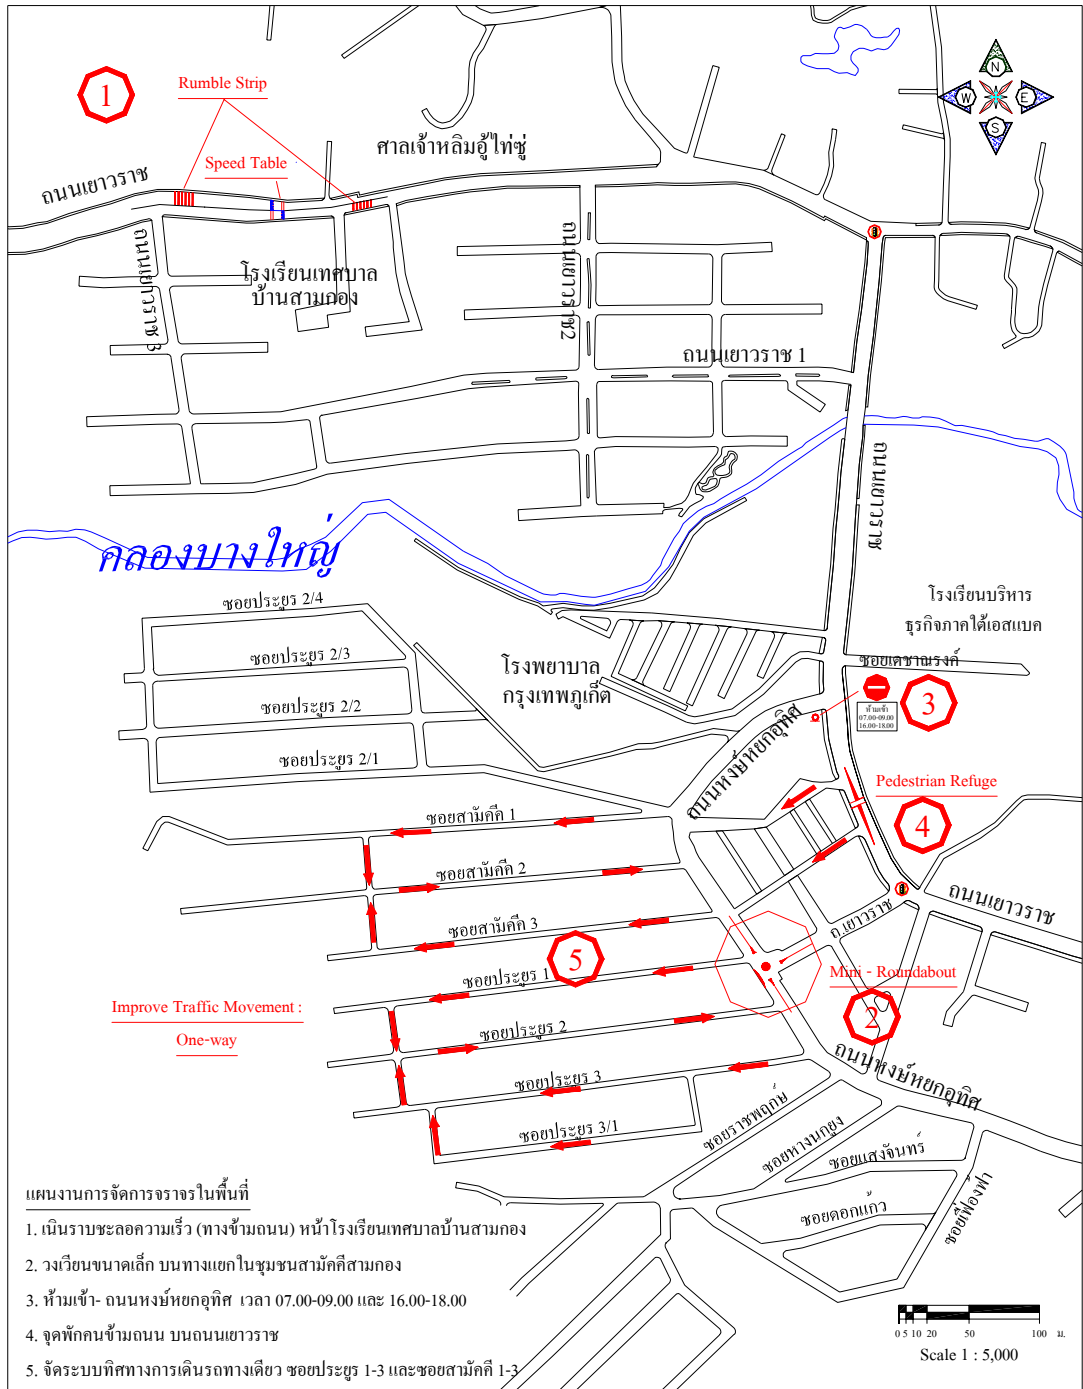 1
Rumble Strip
N
W
E
S
ศาลเจ้าหลิมอู้ไท่ซู่
Speed Table
ถนนเยาวราช
ถนนเยาวราช 3
โรงเรียนเทศบาล
บ้านสามกอง
ถนนเยาวราช2
ถนนเยาวราช 1
ถนนเยาวราช
คลองบางใหญ่
โรงเรียนบริหาร
ธุรกิจภาคใต้เอสแบค
ซอยประยูร 2/4
ซอยประยูร 2/3
ซอยประยูร 2/2
ซอยประยูร 2/1
โรงพยาบาล
กรุงเทพภูเก็ต
ซอยเดชาณรงค์
3
ห้ามเข้า
07.00-09.00
16.00-18.00
ถนนหงษ์หยกอุทิศ
Pedestrian Refuge
4
ซอยสามัคคี 1
ซอยสามัคคี 2
ซอยสามัคคี 3
ถนนเยาวราช
ถ.เยาวราช
5
ซอยประยูร 1
Mini - Roundabout
2
Improve Traffic Movement :
One-way
ซอยประยูร 2
ถนนหงษ์หยกอุทิศ
ซอยประยูร 3
ซอยประยูร 3/1
ซอยราชพฤกษ์
ซอยหางนกยูง
ซอยแสงจันทร์
ซอยดอกแก้ว
ซอยเฟื่องฟ้า
แผนงานการจัดการจราจรในพื้นที่
1. เนินราบชะลอความเร็ว (ทางข้ามถนน) หน้าโรงเรียนเทศบาลบ้านสามกอง
2. วงเวียนขนาดเล็ก บนทางแยกในชุมชนสามัคคีสามกอง
3. ห้ามเข้า- ถนนหงษ์หยกอุทิศ เวลา 07.00-09.00 และ 16.00-18.00
4. จุดพักคนข้ามถนน บนถนนเยาวราช
5. จัดระบบทิศทางการเดินรถทางเดียว ซอยประยูร 1-3 และซอยสามัคคี 1-3
0 5 10 20 50 100 ม.
Scale 1 : 5,000